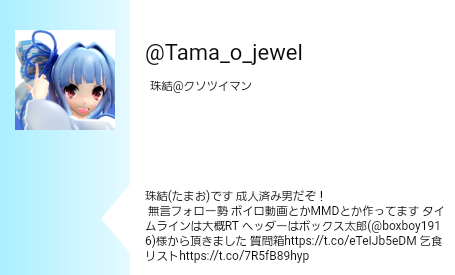 @Tama_o_jewel
珠結@クソツイマン
珠結(たまお)です 成人済み男だぞ！
無言フォロー勢 ボイロ動画とかMMDとか作ってます タイ
ムラインは大概RT ヘッダーはボックス太郎(@boxboy191
6)様から頂きました 質問箱https://t.co/eTeIJb5eDM 乞食
リストhttps://t.co/7R5fB89hyp